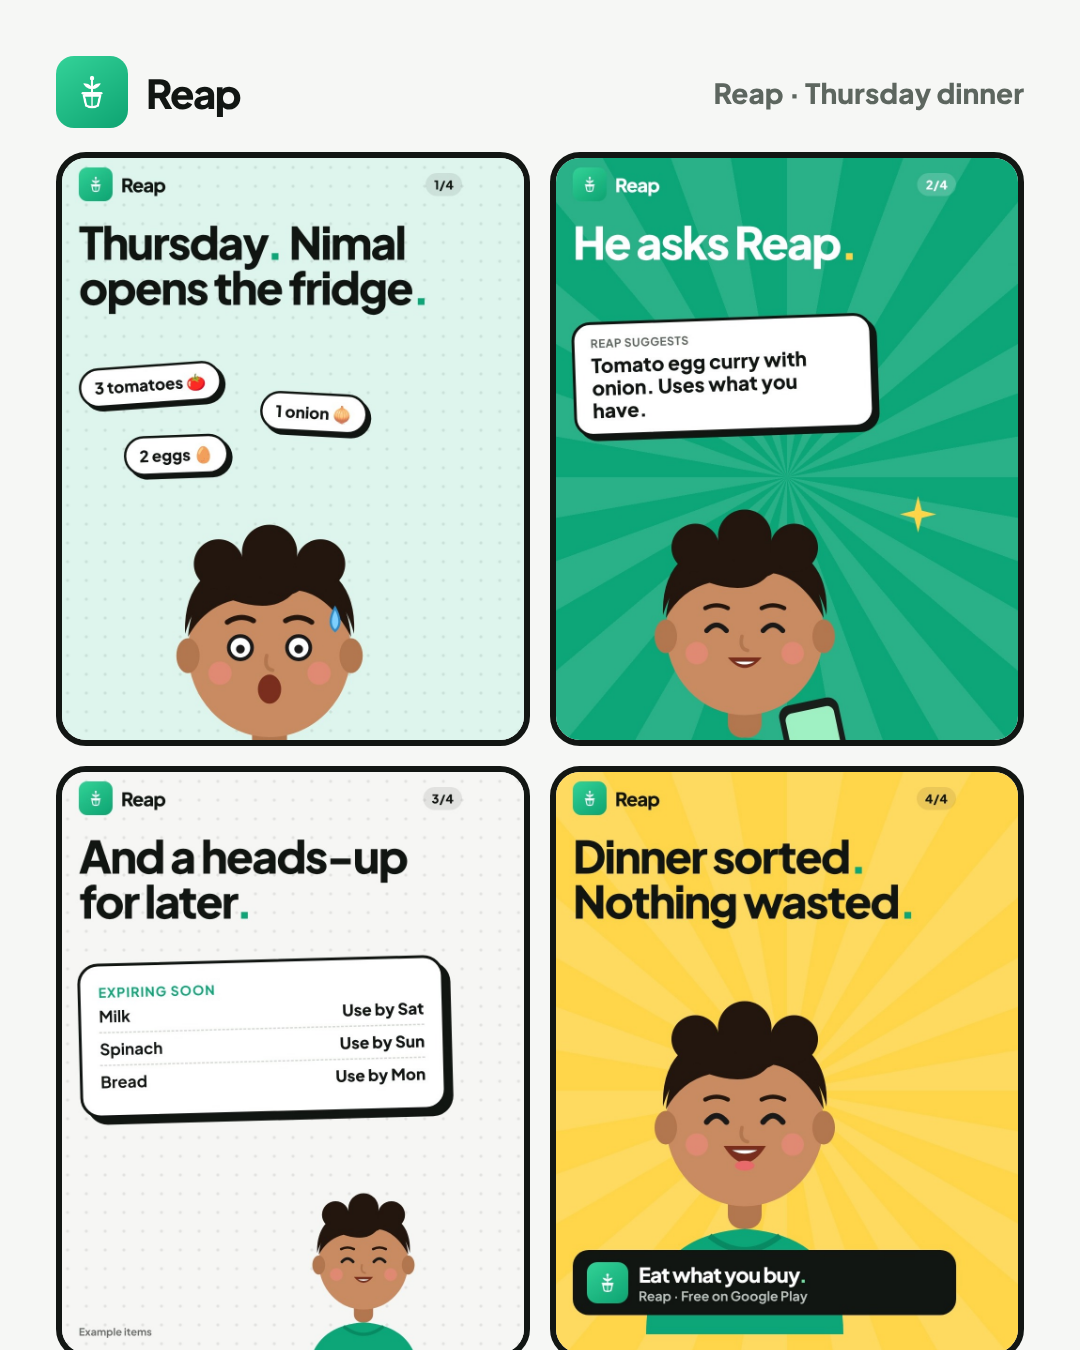 Reap
Reap · Thursday dinner
Reap
1/4
Thursday. Nimal
opens the fridge.
3 tomatoes 🍅
1 onion 🧅
2 eggs 🥚
Reap
2/4
He asks Reap.
REAP SUGGESTS
Tomato egg curry with
onion. Uses what you
have.
Reap
3/4
And a heads-up
for later.
EXPIRING SOON
Milk Use by Sat
Spinach Use by Sun
Bread Use by Mon
Example items
Reap
4/4
Dinner sorted.
Nothing wasted.
Eat what you buy.
Reap · Free on Google Play